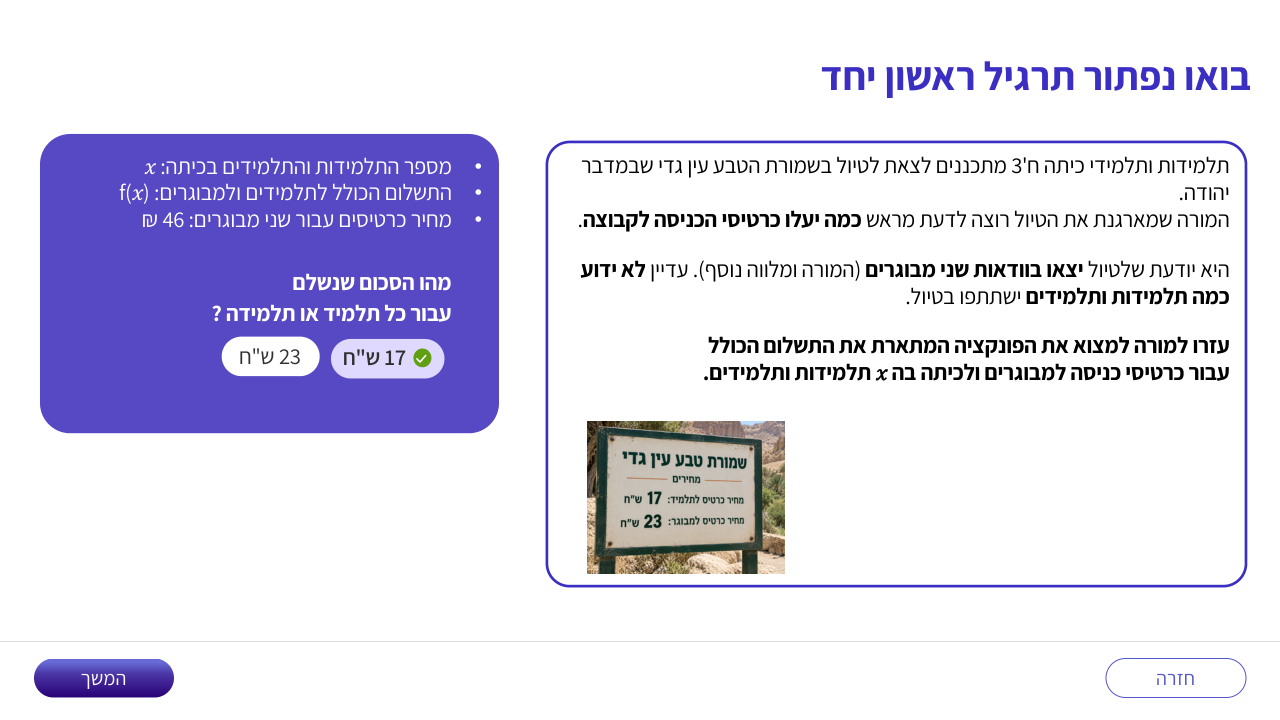 בואו נפתור תרגיל ראשון יחד
תלמידות ותלמידי כיתה ח'3 מתכננים לצאת לטיול בשמורת הטבע עין גדי שבמדבר
יהודה.
המורה שמארגנת את הטיול רוצה לדעת מראש כמה יעלו כרטיסי הכניסה לקבוצה.
היא יודעת שלטיול יצאו בוודאות שני מבוגרים (המורה ומלווה נוסף). עדיין לא ידוע
כמה תלמידות ותלמידים ישתתפו בטיול.
עזרו למורה למצוא את הפונקציה המתארת את התשלום הכולל
עבור כרטיסי כניסה למבוגרים ולכיתה בה x תלמידות ותלמידים.
שמורת טבע עין גדי
מחירים
מחיר כרטיס לתלמיד: 17 ש"ח
מחיר כרטיס למבוגר: 23 ש"ח
• מספר התלמידות והתלמידים בכיתה: x
• התשלום הכולל לתלמידים ולמבוגרים: f(x)
• מחיר כרטיסים עבור שני מבוגרים: 46 ₪
מהו הסכום שנשלם
עבור כל תלמיד או תלמידה ?
17 ש"ח
23 ש"ח
חזרה
המשך